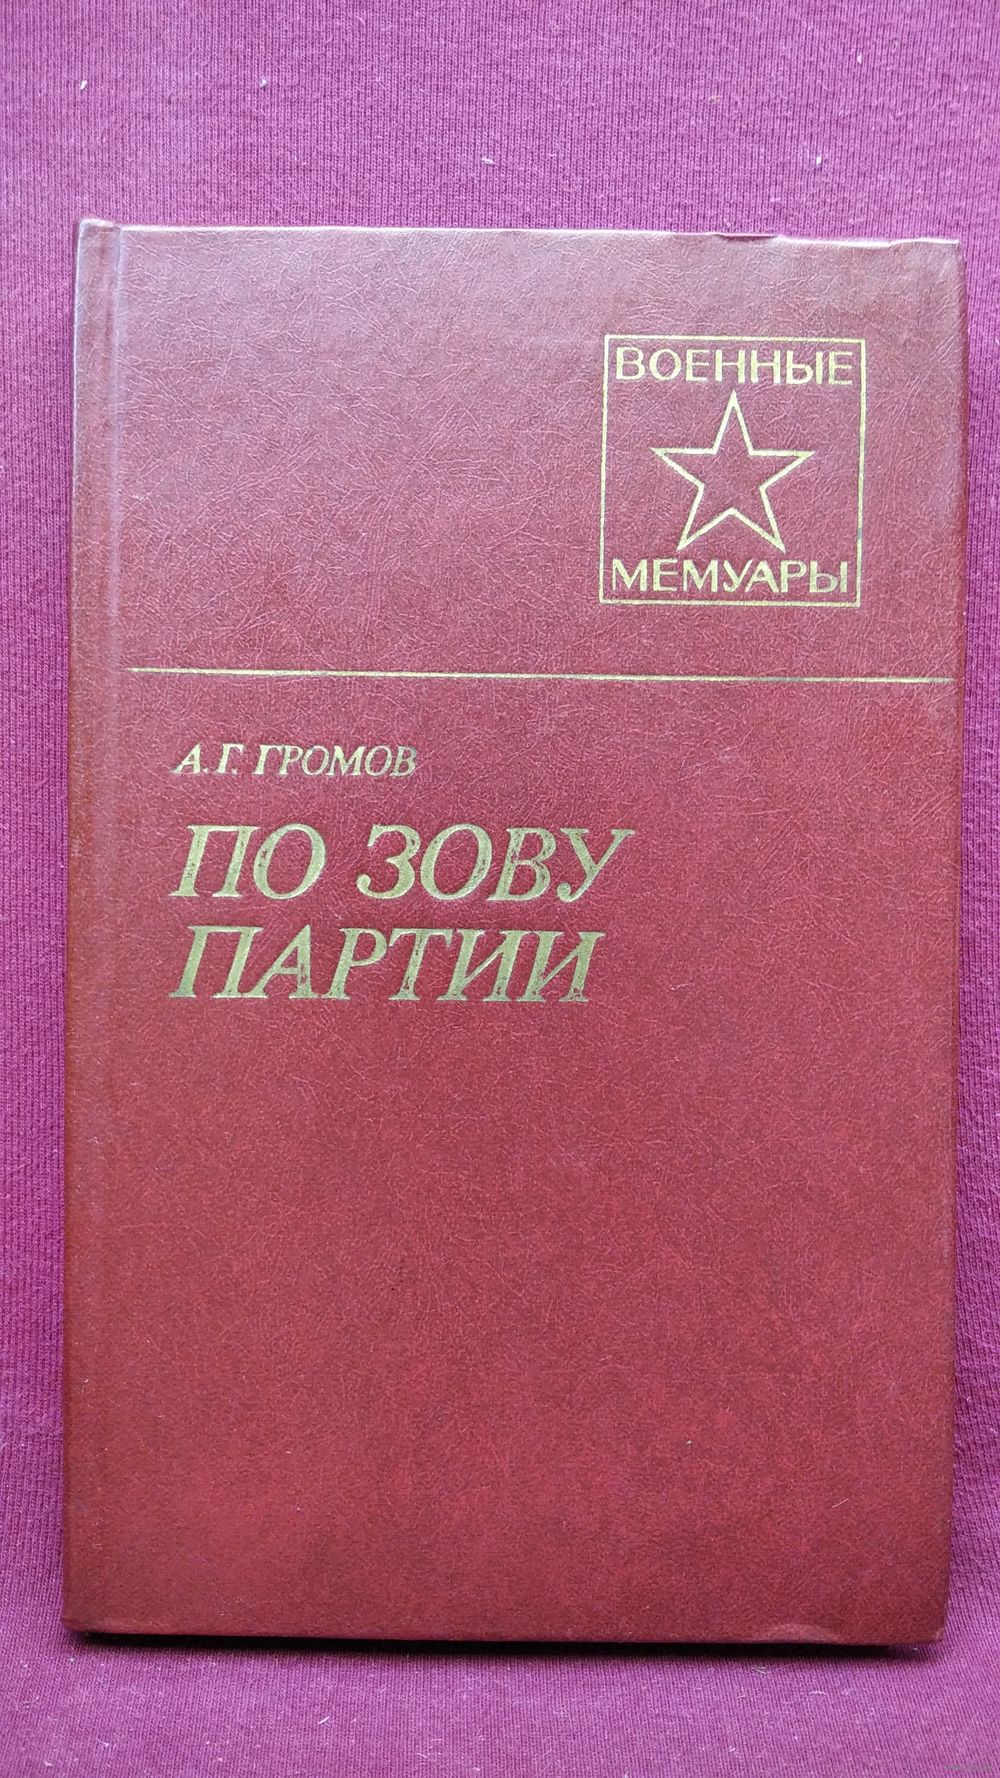 ВОЕННЫЕ
МЕМУАРЫ
А.Г. ГРОМОВ
ПО ЗОВУ
ПАРТИИ